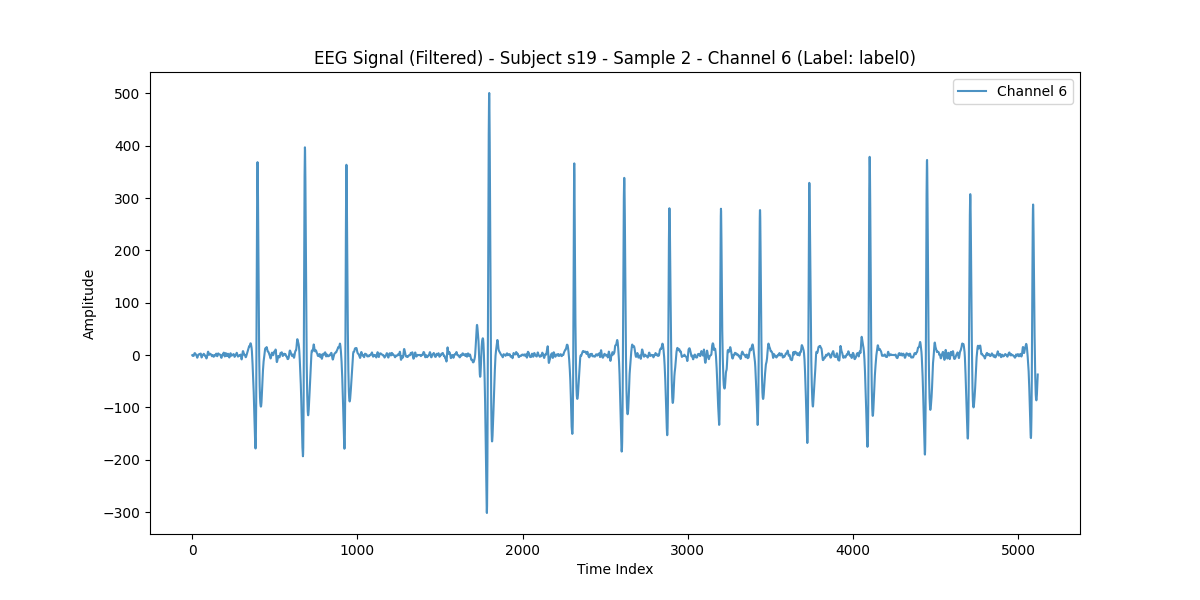 EEG Signal (Filtered) - Subject s19 - Sample 2 - Channel 6 (Label: label0)
Channel 6
500
400
300
200
100
0
−100
−200
−300
Amplitude
0 1000 2000 3000 4000 5000
Time Index